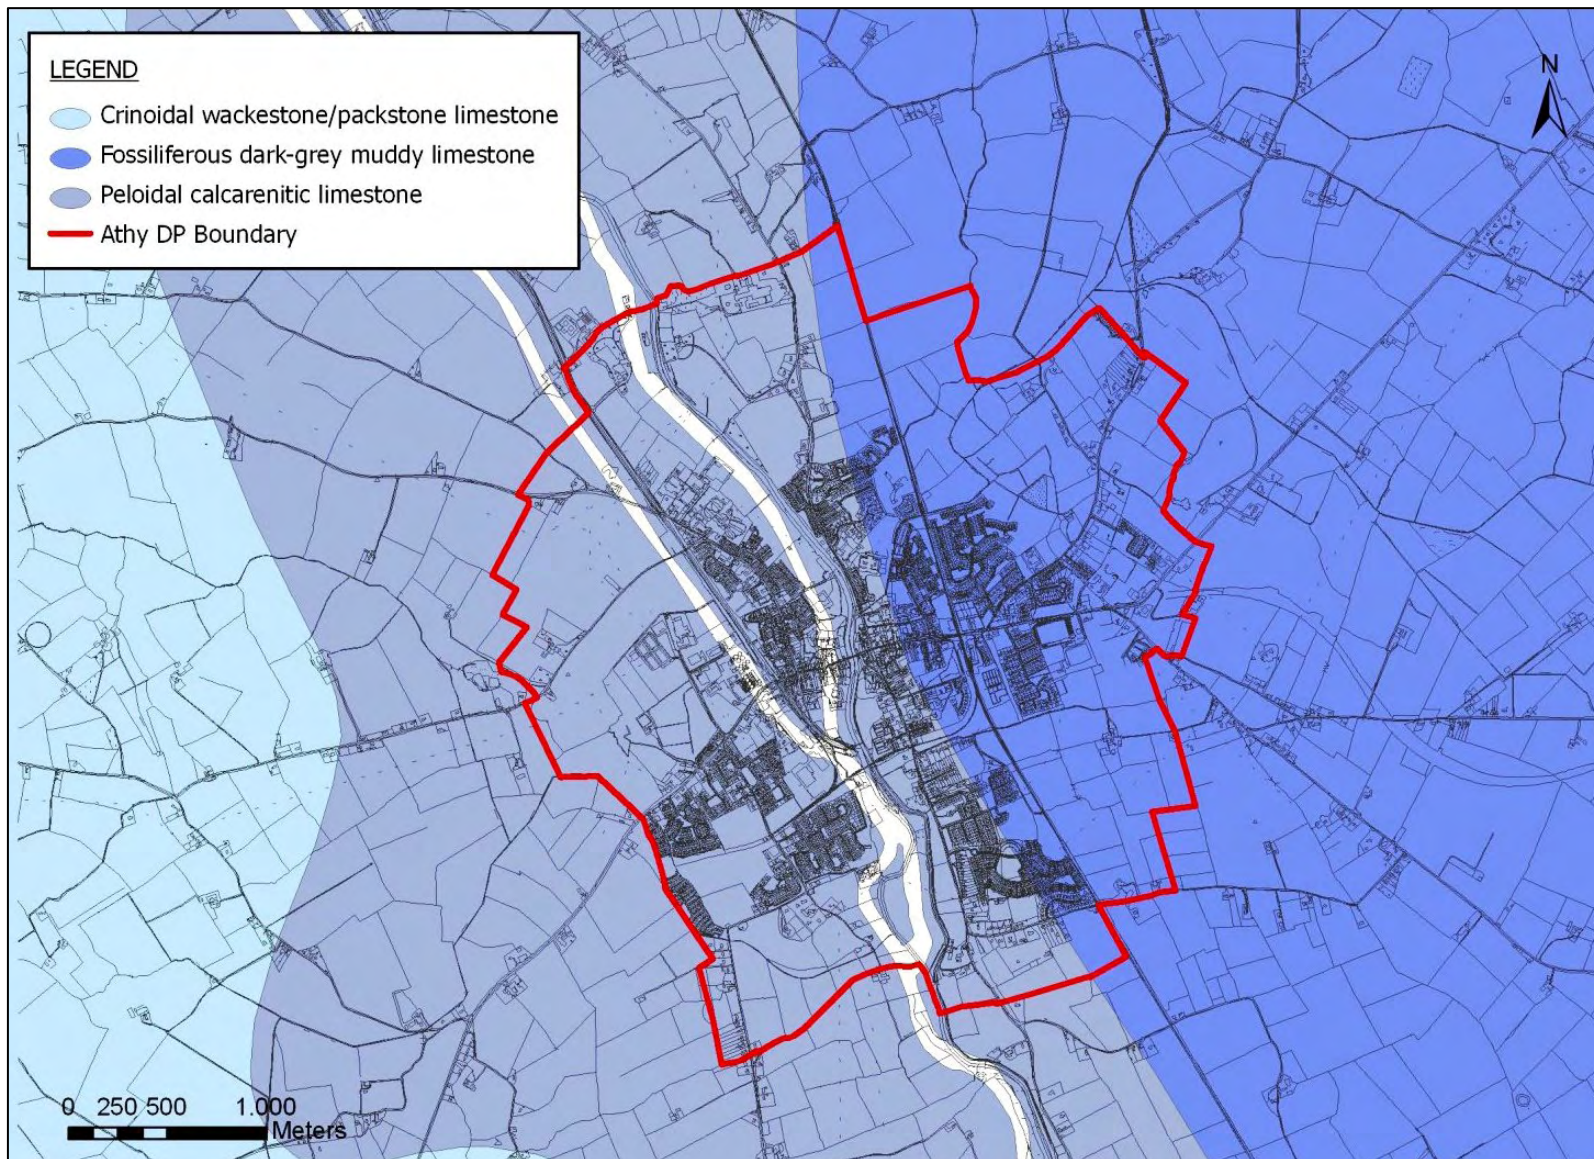 LEGEND
Crinoidal wackestone/packstone limestone
Fossiliferous dark-grey muddy limestone
Peloidal calcarenitic limestone
Athy DP Boundary
N
0 250 500 1.000
Meters